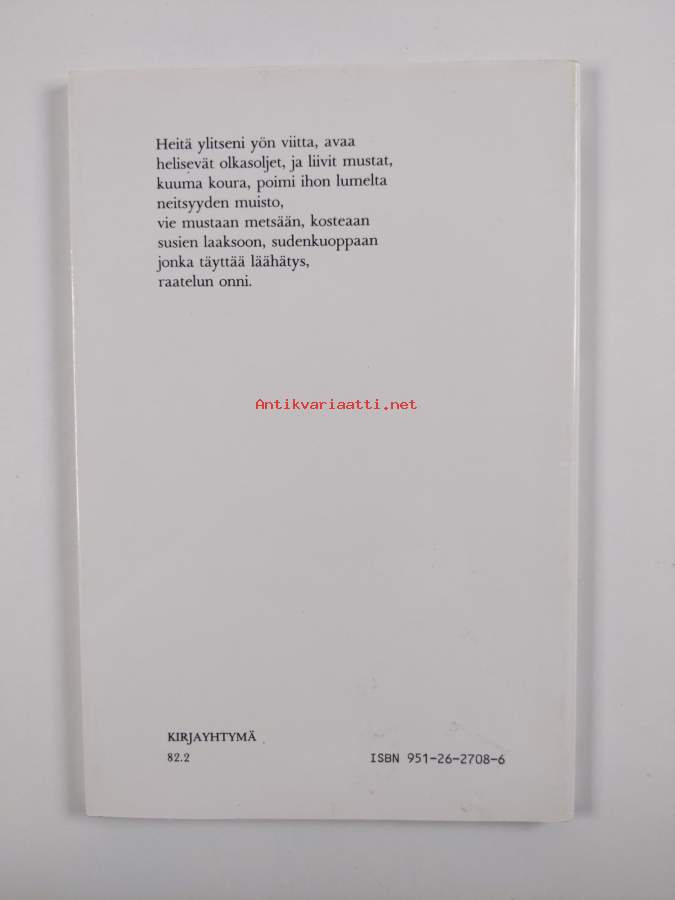 Heitä ylitseni yön viitta, avaa
helisevät olkasoljet, ja liivit mustat,
kuuma koura, poimi ihon lumelta
neitsyyden muisto,
vie mustaan metsään, kosteaan
susien laaksoon, sudenkuoppaan
jonka täyttää läähätys,
raatelun onni.
Antikvariaatti.net
KIRJAYHTYMÄ
82.2
ISBN 951-26-2708-6